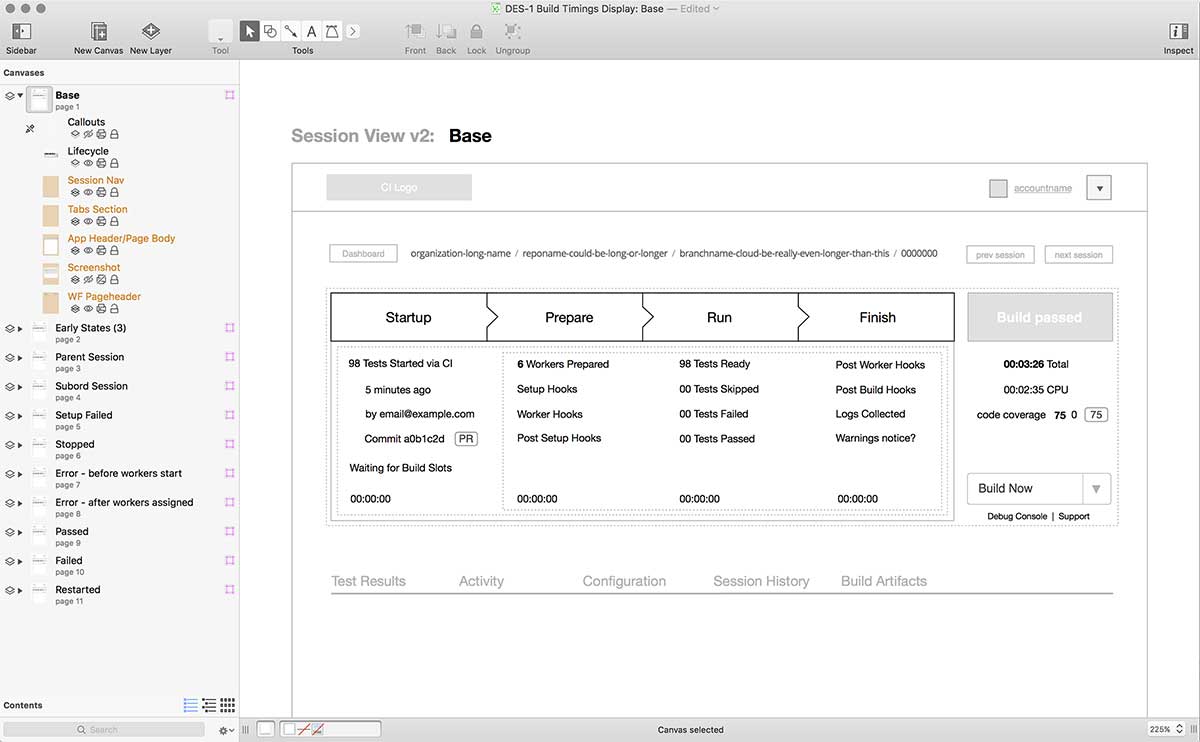 DES-1 Build Timings Display: Base — Edited
Sidebar
New Canvas
New Layer
Tool
A
Tools
Front
Back
Lock
Ungroup
Inspect
Canvases
Base
page 1
Callouts
Lifecycle
Session Nav
Tabs Section
App Header/Page Body
Screenshot
WF Pageheader
Early States (3)
page 2
Parent Session
page 3
Subord Session
page 4
Setup Failed
page 5
Stopped
page 6
Error - before workers start
page 7
Error - after workers assigned
page 8
Passed
page 9
Failed
page 10
Restarted
page 11
Contents
Search
Session View v2: Base
CI Logo
accountname
Dashboard
organization-long-name / reponame-could-be-long-or-longer / branchname-cloud-be-really-even-longer-than-this / 0000000
prev session
next session
Startup
Prepare
Run
Finish
Build passed
98 Tests Started via CI
5 minutes ago
by email@example.com
Commit a0b1c2d PR
Waiting for Build Slots
00:00:00
6 Workers Prepared
Setup Hooks
Worker Hooks
Post Setup Hooks
00:00:00
98 Tests Ready
00 Tests Skipped
00 Tests Failed
00 Tests Passed
00:00:00
Post Worker Hooks
Post Build Hooks
Logs Collected
Warnings notice?
00:00:00
00:03:26 Total
00:02:35 CPU
code coverage 75 0 75
Build Now
Debug Console | Support
Test Results
Activity
Configuration
Session History
Build Artifacts
Canvas selected
225%